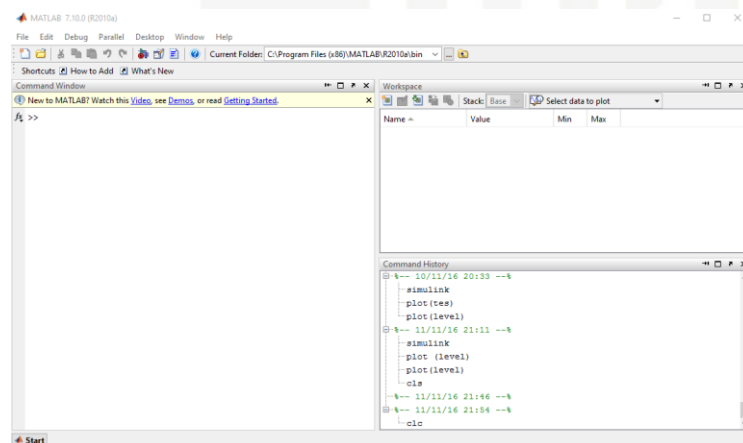 MATLAB 7.10.0 (R2010a)
File Edit Debug Parallel Desktop Window Help
Current Folder: C:\Program Files (x86)\MATLAB\R2010a\bin
Shortcuts How to Add What's New
Command Window
New to MATLAB? Watch this Video, see Demos, or read Getting Started.
fx >>
Workspace
Stack: Base Select data to plot
Name Value Min Max
Command History
%-- 10/11/16 20:33 --%
simulink
plot(tes)
plot(level)
%-- 11/11/16 21:11 --%
simulink
plot (level)
plot(level)
cls
%-- 11/11/16 21:46 --%
%-- 11/11/16 21:54 --%
clc
Start